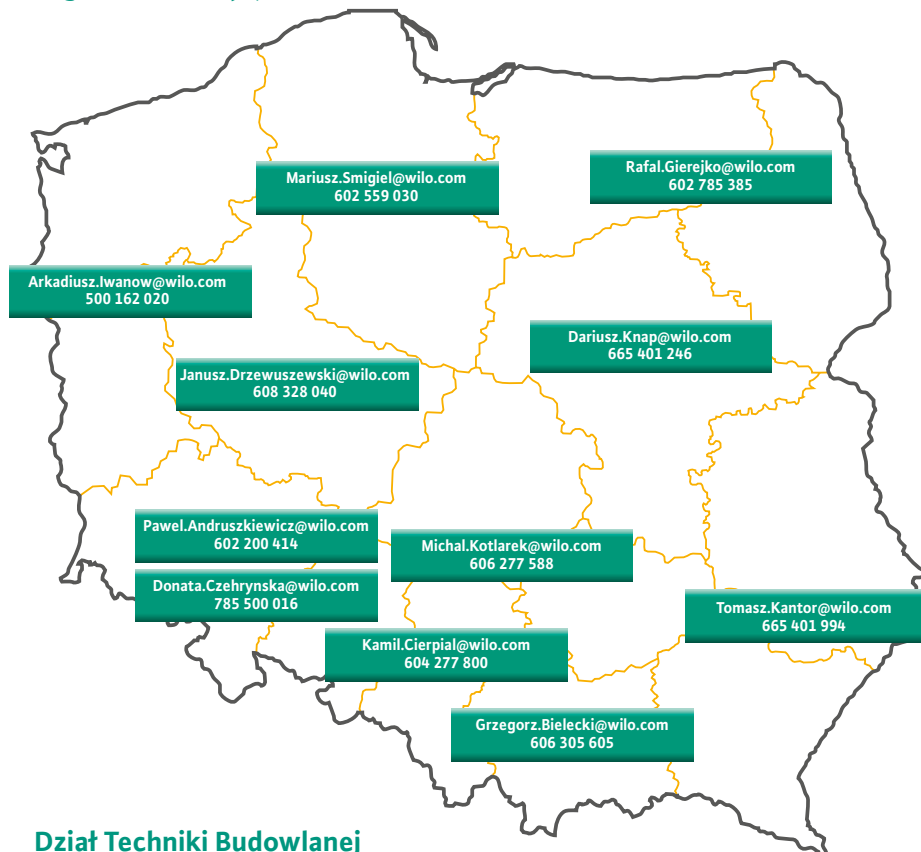 Mariusz.Smigiel@wilo.com
602 559 030
Rafal.Gierejko@wilo.com
602 785 385
Arkadiusz.Iwanow@wilo.com
500 162 020
Dariusz.Knap@wilo.com
665 401 246
Janusz.Drzewuszewski@wilo.com
608 328 040
Pawel.Andruszkiewicz@wilo.com
602 200 414
Michal.Kotlarek@wilo.com
606 277 588
Donata.Czehrynska@wilo.com
785 500 016
Tomasz.Kantor@wilo.com
665 401 994
Kamil.Cierpial@wilo.com
604 277 800
Grzegorz.Bielecki@wilo.com
606 305 605
Dział Techniki Budowlanej